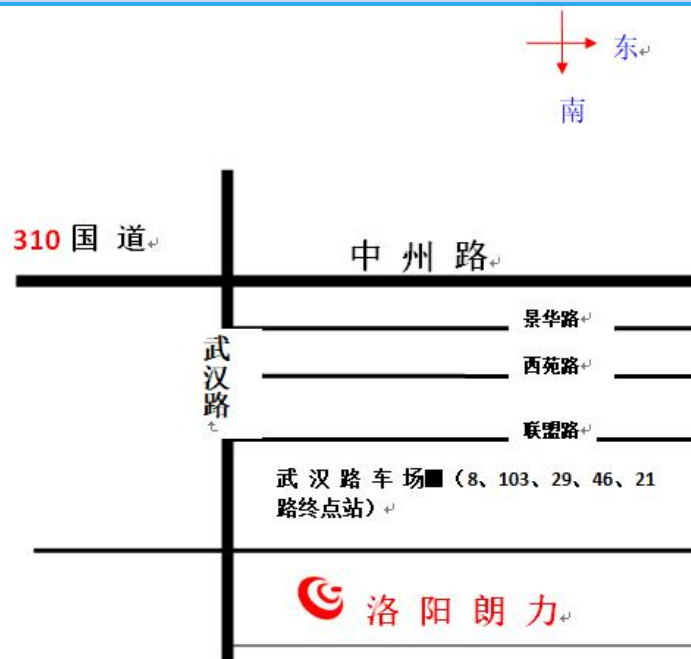 东
南
310 国 道
中 州 路
景华路
武汉路
西苑路
联盟路
武 汉 路 车 场■（8、103、29、46、21
路终点站）
洛 阳 朗 力